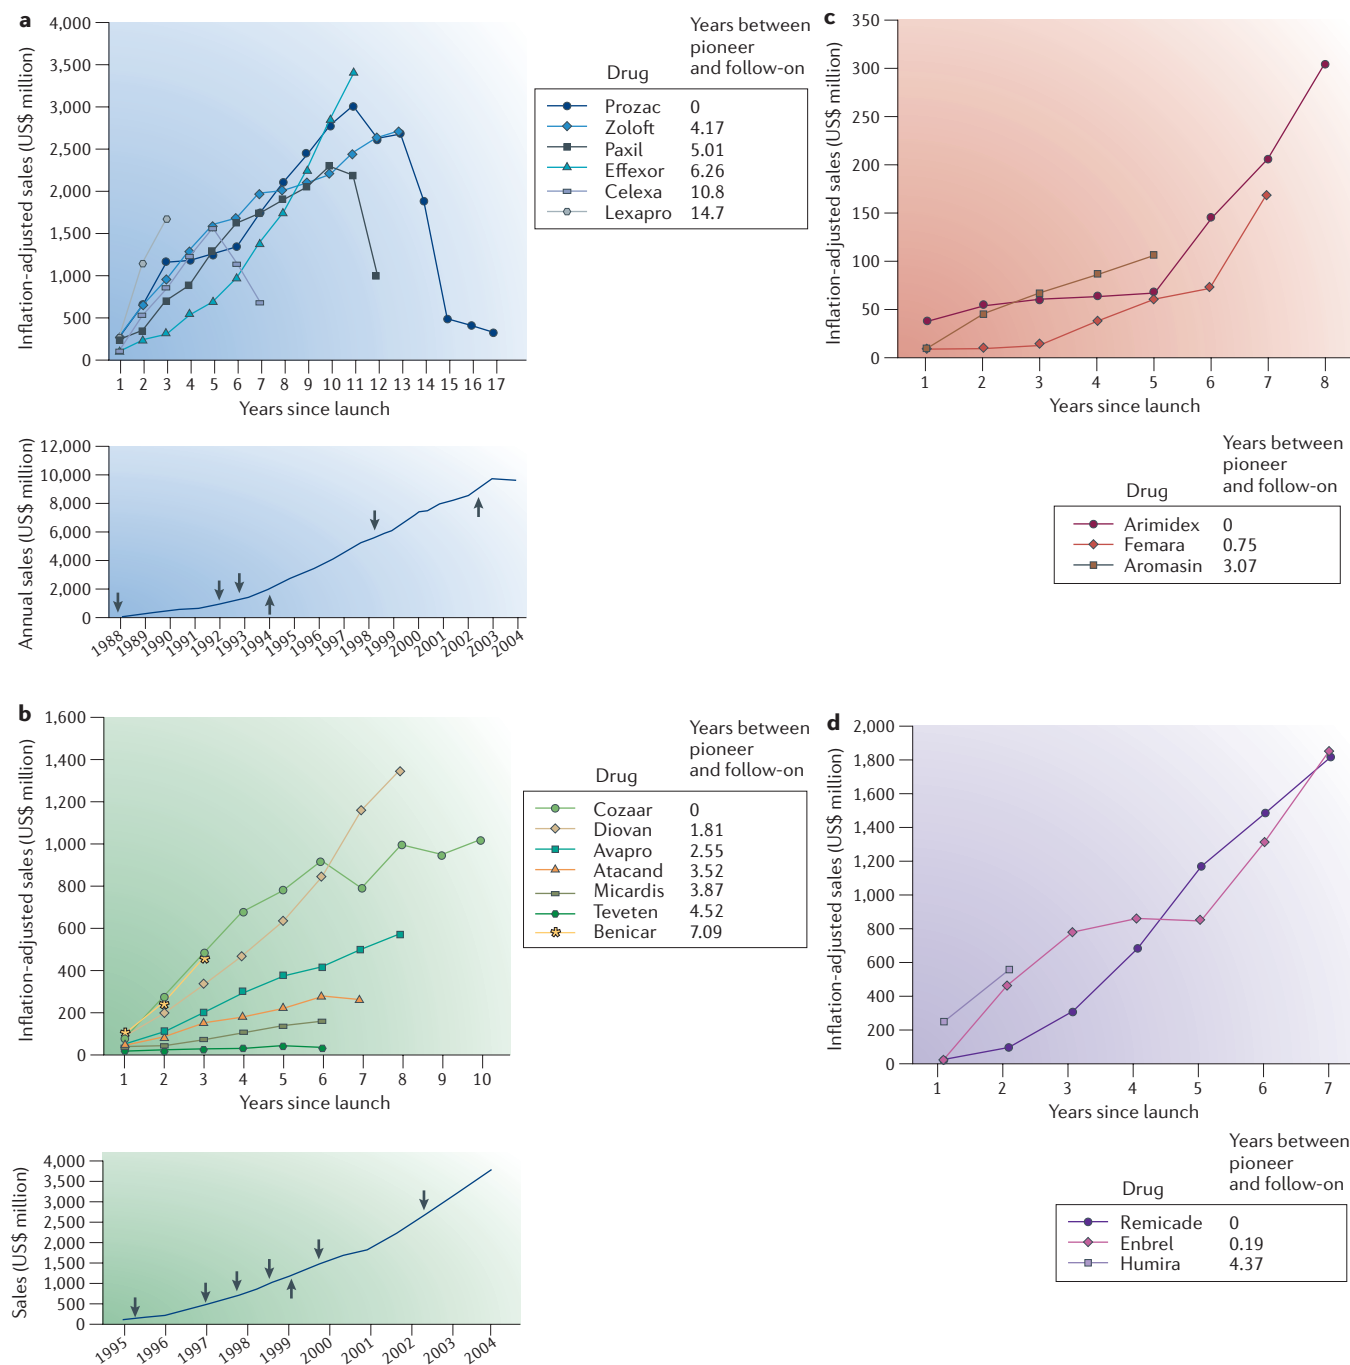 a
Inflation-adjusted sales (US$ million)
4,000
3,500
3,000
2,500
2,000
1,500
1,000
500
0
1 2 3 4 5 6 7 8 9 10 11 12 13 14 15 16 17
Years since launch
Drug
Years between
pioneer
and follow-on
Prozac 0
Zoloft 4.17
Paxil 5.01
Effexor 6.26
Celexa 10.8
Lexapro 14.7
Annual sales (US$ million)
12,000
10,000
8,000
6,000
4,000
2,000
0
1988 1989 1990 1991 1992 1993 1994 1995 1996 1997 1998 1999 2000 2001 2002 2003 2004
b
Inflation-adjusted sales (US$ million)
1,600
1,400
1,200
1,000
800
600
400
200
0
1 2 3 4 5 6 7 8 9 10
Years since launch
Drug
Years between
pioneer
and follow-on
Cozaar 0
Diovan 1.81
Avapro 2.55
Atacand 3.52
Micardis 3.87
Teveten 4.52
Benicar 7.09
Sales (US$ million)
4,000
3,500
3,000
2,500
2,000
1,500
1,000
500
0
1995 1996 1997 1998 1999 2000 2001 2002 2003 2004
c
Inflation-adjusted sales (US$ million)
350
300
250
200
150
100
50
0
1 2 3 4 5 6 7 8
Years since launch
Drug
Years between
pioneer
and follow-on
Arimidex 0
Femara 0.75
Aromasin 3.07
d
Inflation-adjusted sales (US$ million)
2,000
1,800
1,600
1,400
1,200
1,000
800
600
400
200
0
1 2 3 4 5 6 7
Years since launch
Drug
Years between
pioneer
and follow-on
Remicade 0
Enbrel 0.19
Humira 4.37